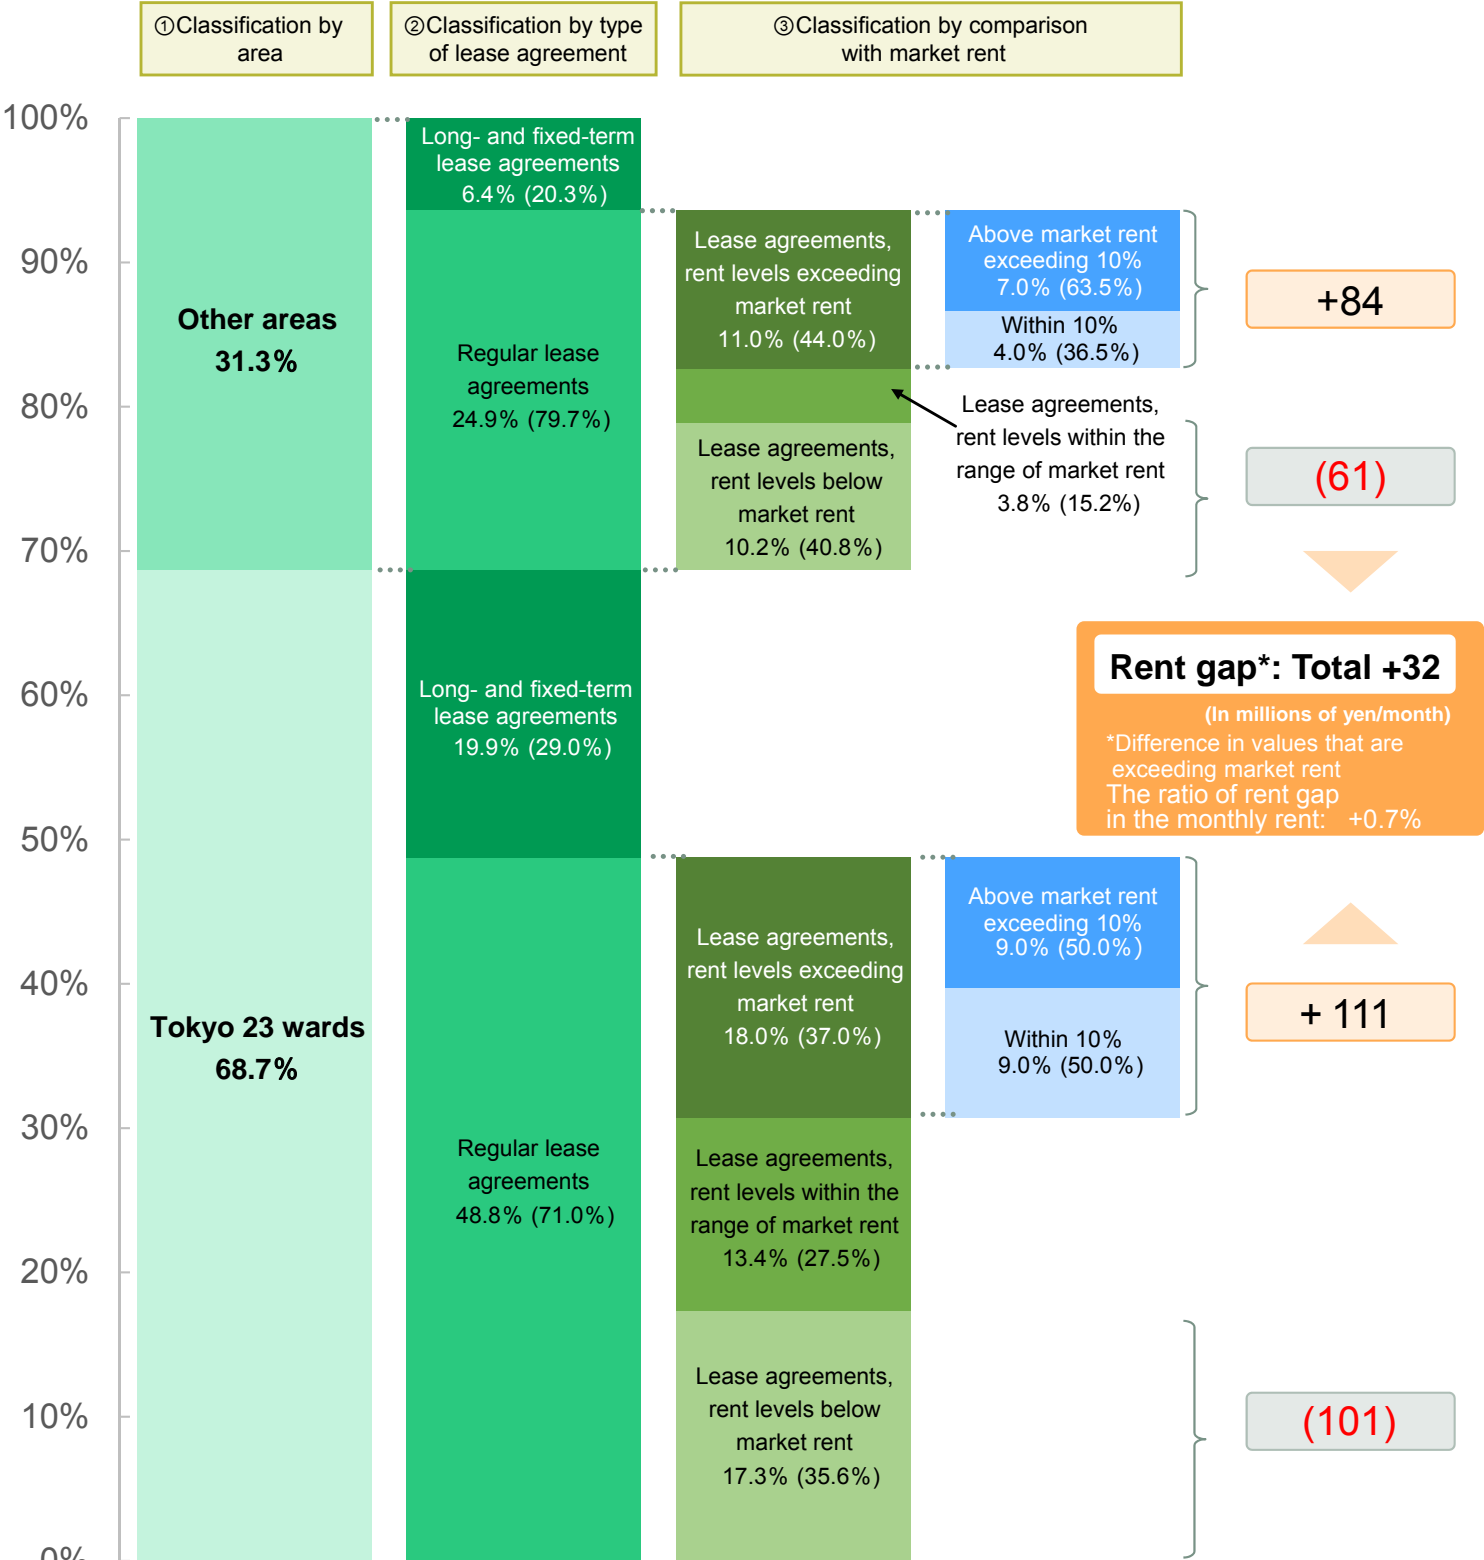 ①Classification by
area
②Classification by type
of lease agreement
③Classification by comparison
with market rent
100%
90%
80%
70%
60%
50%
40%
30%
20%
10%
0%
Other areas
31.3%
Tokyo 23 wards
68.7%
Long- and fixed-term
lease agreements
6.4% (20.3%)
Regular lease
agreements
24.9% (79.7%)
Long- and fixed-term
lease agreements
19.9% (29.0%)
Regular lease
agreements
48.8% (71.0%)
Lease agreements,
rent levels exceeding
market rent
11.0% (44.0%)
Lease agreements,
rent levels below
market rent
10.2% (40.8%)
Above market rent
exceeding 10%
7.0% (63.5%)
Within 10%
4.0% (36.5%)
Lease agreements,
rent levels within the
range of market rent
3.8% (15.2%)
+84
(61)
Rent gap*: Total +32
(In millions of yen/month)
*Difference in values that are
exceeding market rent
The ratio of rent gap
in the monthly rent: +0.7%
Lease agreements,
rent levels exceeding
market rent
18.0% (37.0%)
Lease agreements,
rent levels within the
range of market rent
13.4% (27.5%)
Lease agreements,
rent levels below
market rent
17.3% (35.6%)
Above market rent
exceeding 10%
9.0% (50.0%)
Within 10%
9.0% (50.0%)
+ 111
(101)